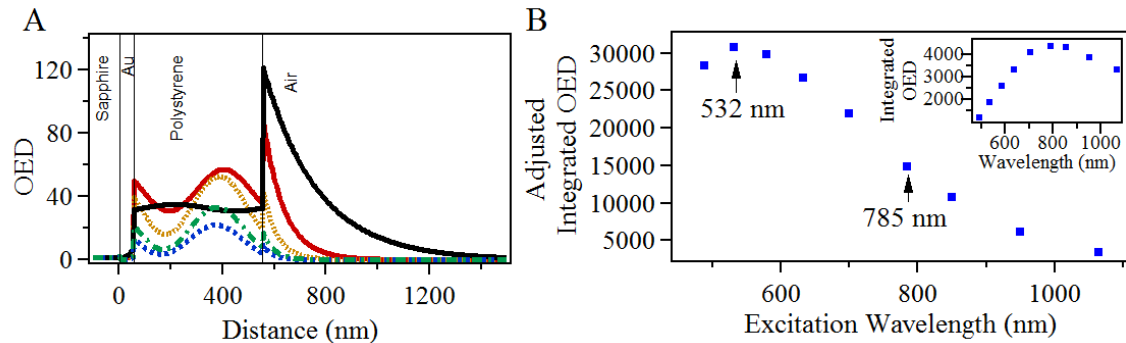 A
OED
120
80
40
0
Sapphire
Au
Polystyrene
Air
0
400
800
1200
Distance (nm)
B
Adjusted
Integrated OED
30000
25000
20000
15000
10000
5000
532 nm
785 nm
600
800
1000
Excitation Wavelength (nm)
Integrated
OED
4000
3000
2000
600
800
1000
Wavelength (nm)